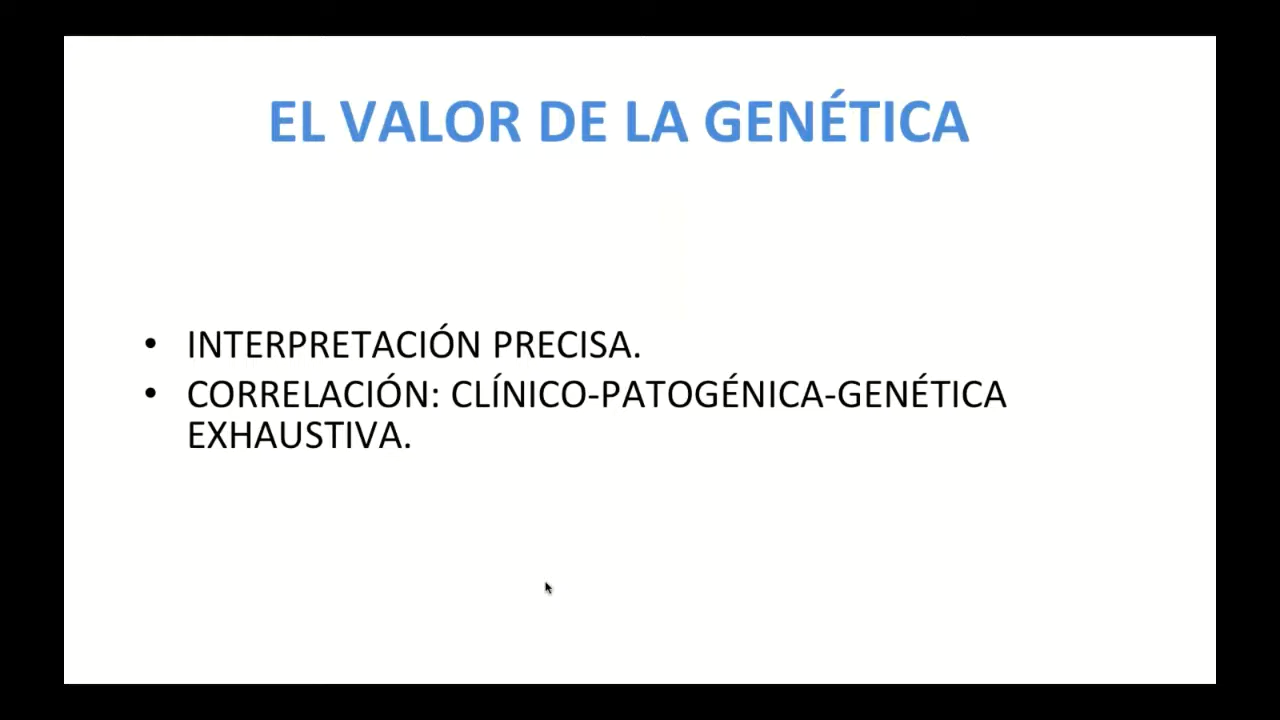 EL VALOR DE LA GENÉTICA
• INTERPRETACIÓN PRECISA.
• CORRELACIÓN: CLÍNICO-PATOGÉNICA-GENÉTICA
EXHAUSTIVA.